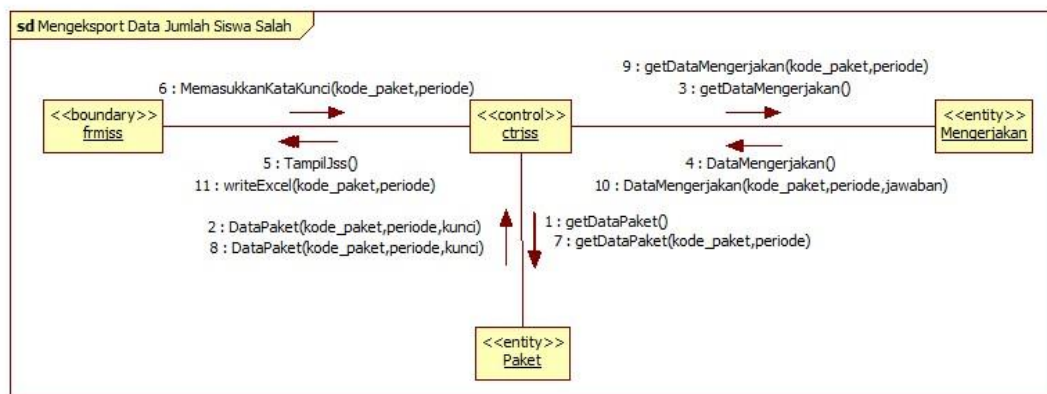 sd Mengeksport Data Jumlah Siswa Salah
9 : getDataMengerjakan(kode_paket,periode)
6 : MemasukkanKataKunci(kode_paket,periode)
3 : getDataMengerjakan()
<<boundary>>
frmjss
<<control>>
ctrjss
<<entity>>
Mengerjakan
5 : TampilJss()
4 : DataMengerjakan()
11 : writeExcel(kode_paket,periode)
10 : DataMengerjakan(kode_paket,periode,jawaban)
2 : DataPaket(kode_paket,periode,kunci)
1 : getDataPaket()
8 : DataPaket(kode_paket,periode,kunci)
7 : getDataPaket(kode_paket,periode)
<<entity>>
Paket